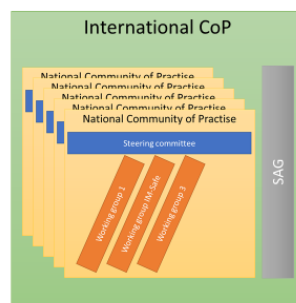 International CoP
National Community of Practise
National Community of Practise
National Community of Practise
National Community of Practise
National Community of Practise
Steering committee
Working group 1
Working group IM-Safe
Working group 3
SAG